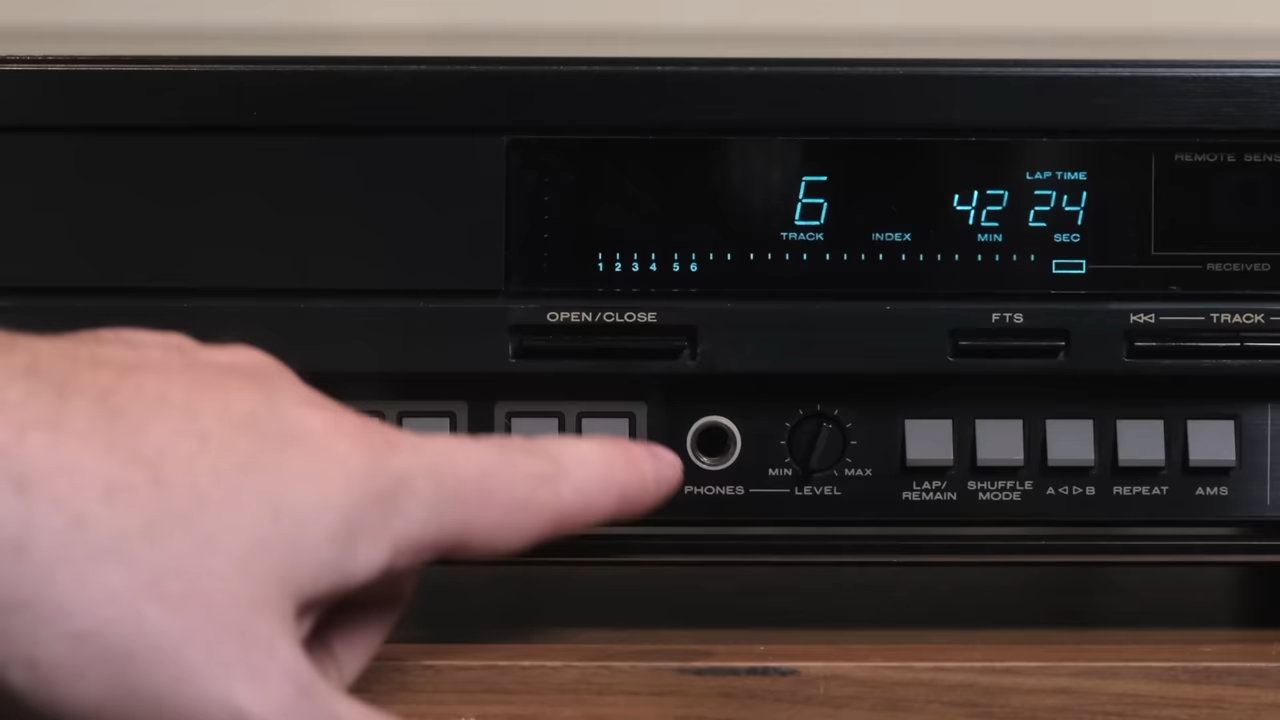 REMOTE SENS
LAP TIME
6 42 24
TRACK INDEX MIN SEC
1 2 3 4 5 6
RECEIVED
OPEN/CLOSE FTS TRACK
MIN MAX
PHONES LEVEL
LAP/
REMAIN
SHUFFLE
MODE
A◁ ▷B
REPEAT
AMS